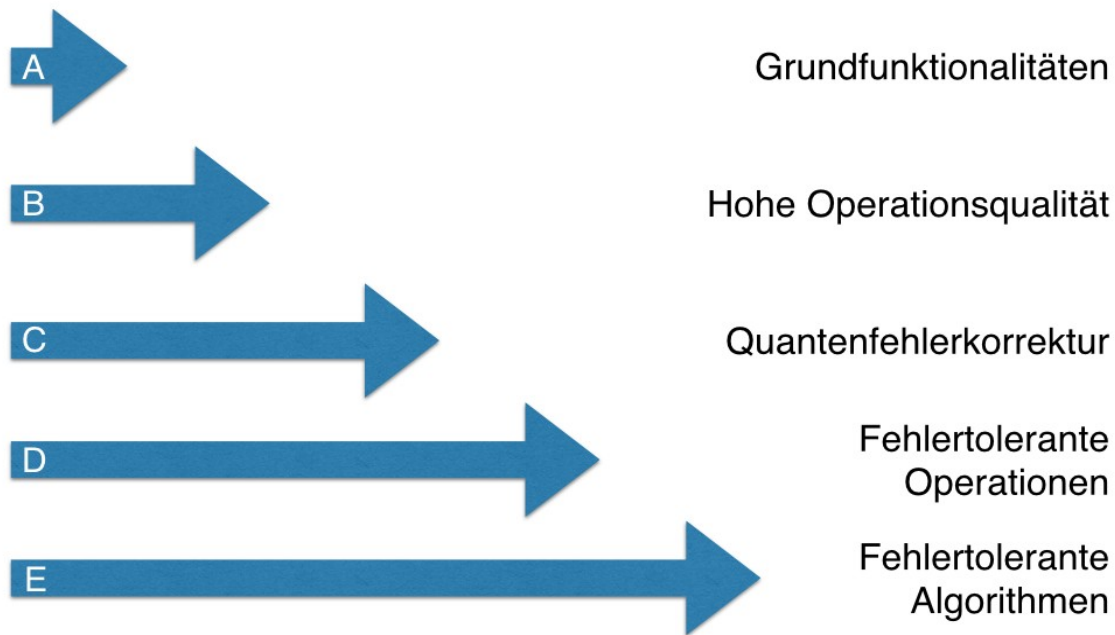 A
Grundfunktionalitäten
B
Hohe Operationsqualität
C
Quantenfehlerkorrektur
D
Fehlertolerante
Operationen
E
Fehlertolerante
Algorithmen